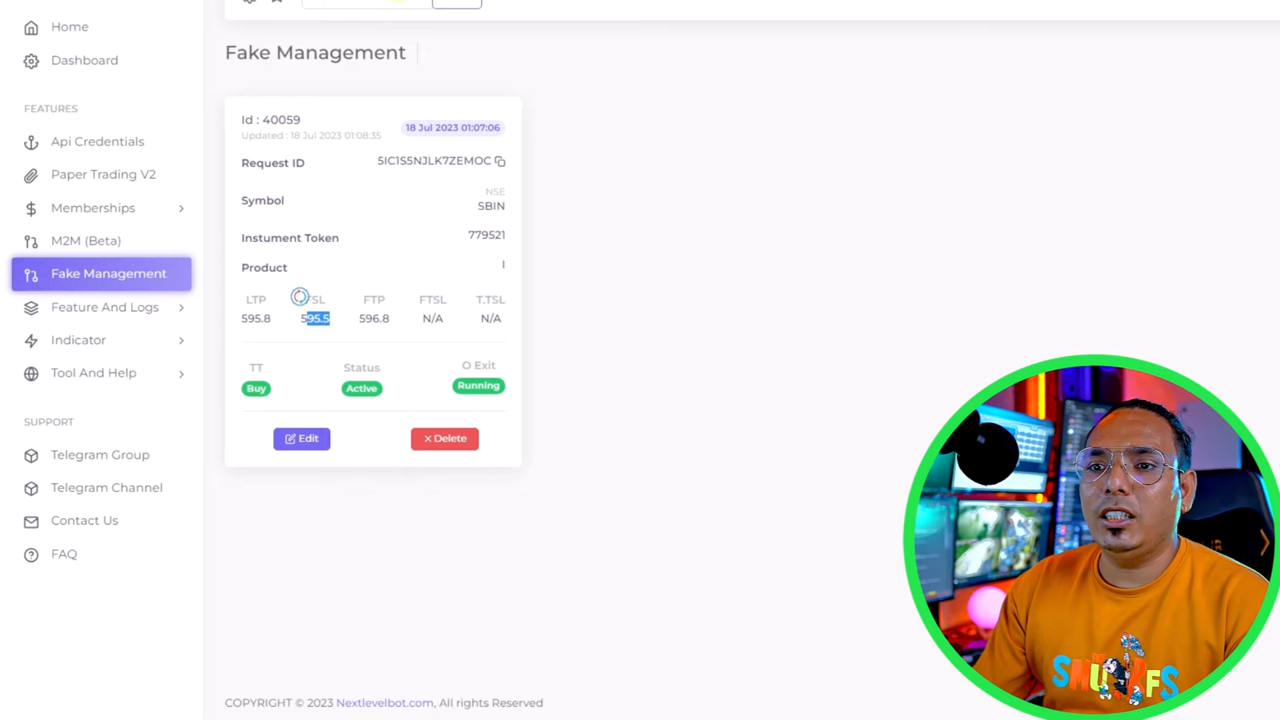 Home
Dashboard
FEATURES
Api Credentials
Paper Trading V2
Memberships
M2M (Beta)
Fake Management
Feature And Logs
Indicator
Tool And Help
SUPPORT
Telegram Group
Telegram Channel
Contact Us
FAQ
Fake Management
Id : 40059
Updated : 18 Jul 2023 01:08:35
18 Jul 2023 01:07:06
Request ID 5IC1S5NJLK7ZEMOC
NSE
Symbol SBIN
Instument Token 779521
Product I
LTP SL FTP FTSL T.TSL
595.8 595.5 596.8 N/A N/A
TT Status O Exit
Buy Active Running
Edit Delete
COPYRIGHT © 2023 Nextlevelbot.com, All rights Reserved